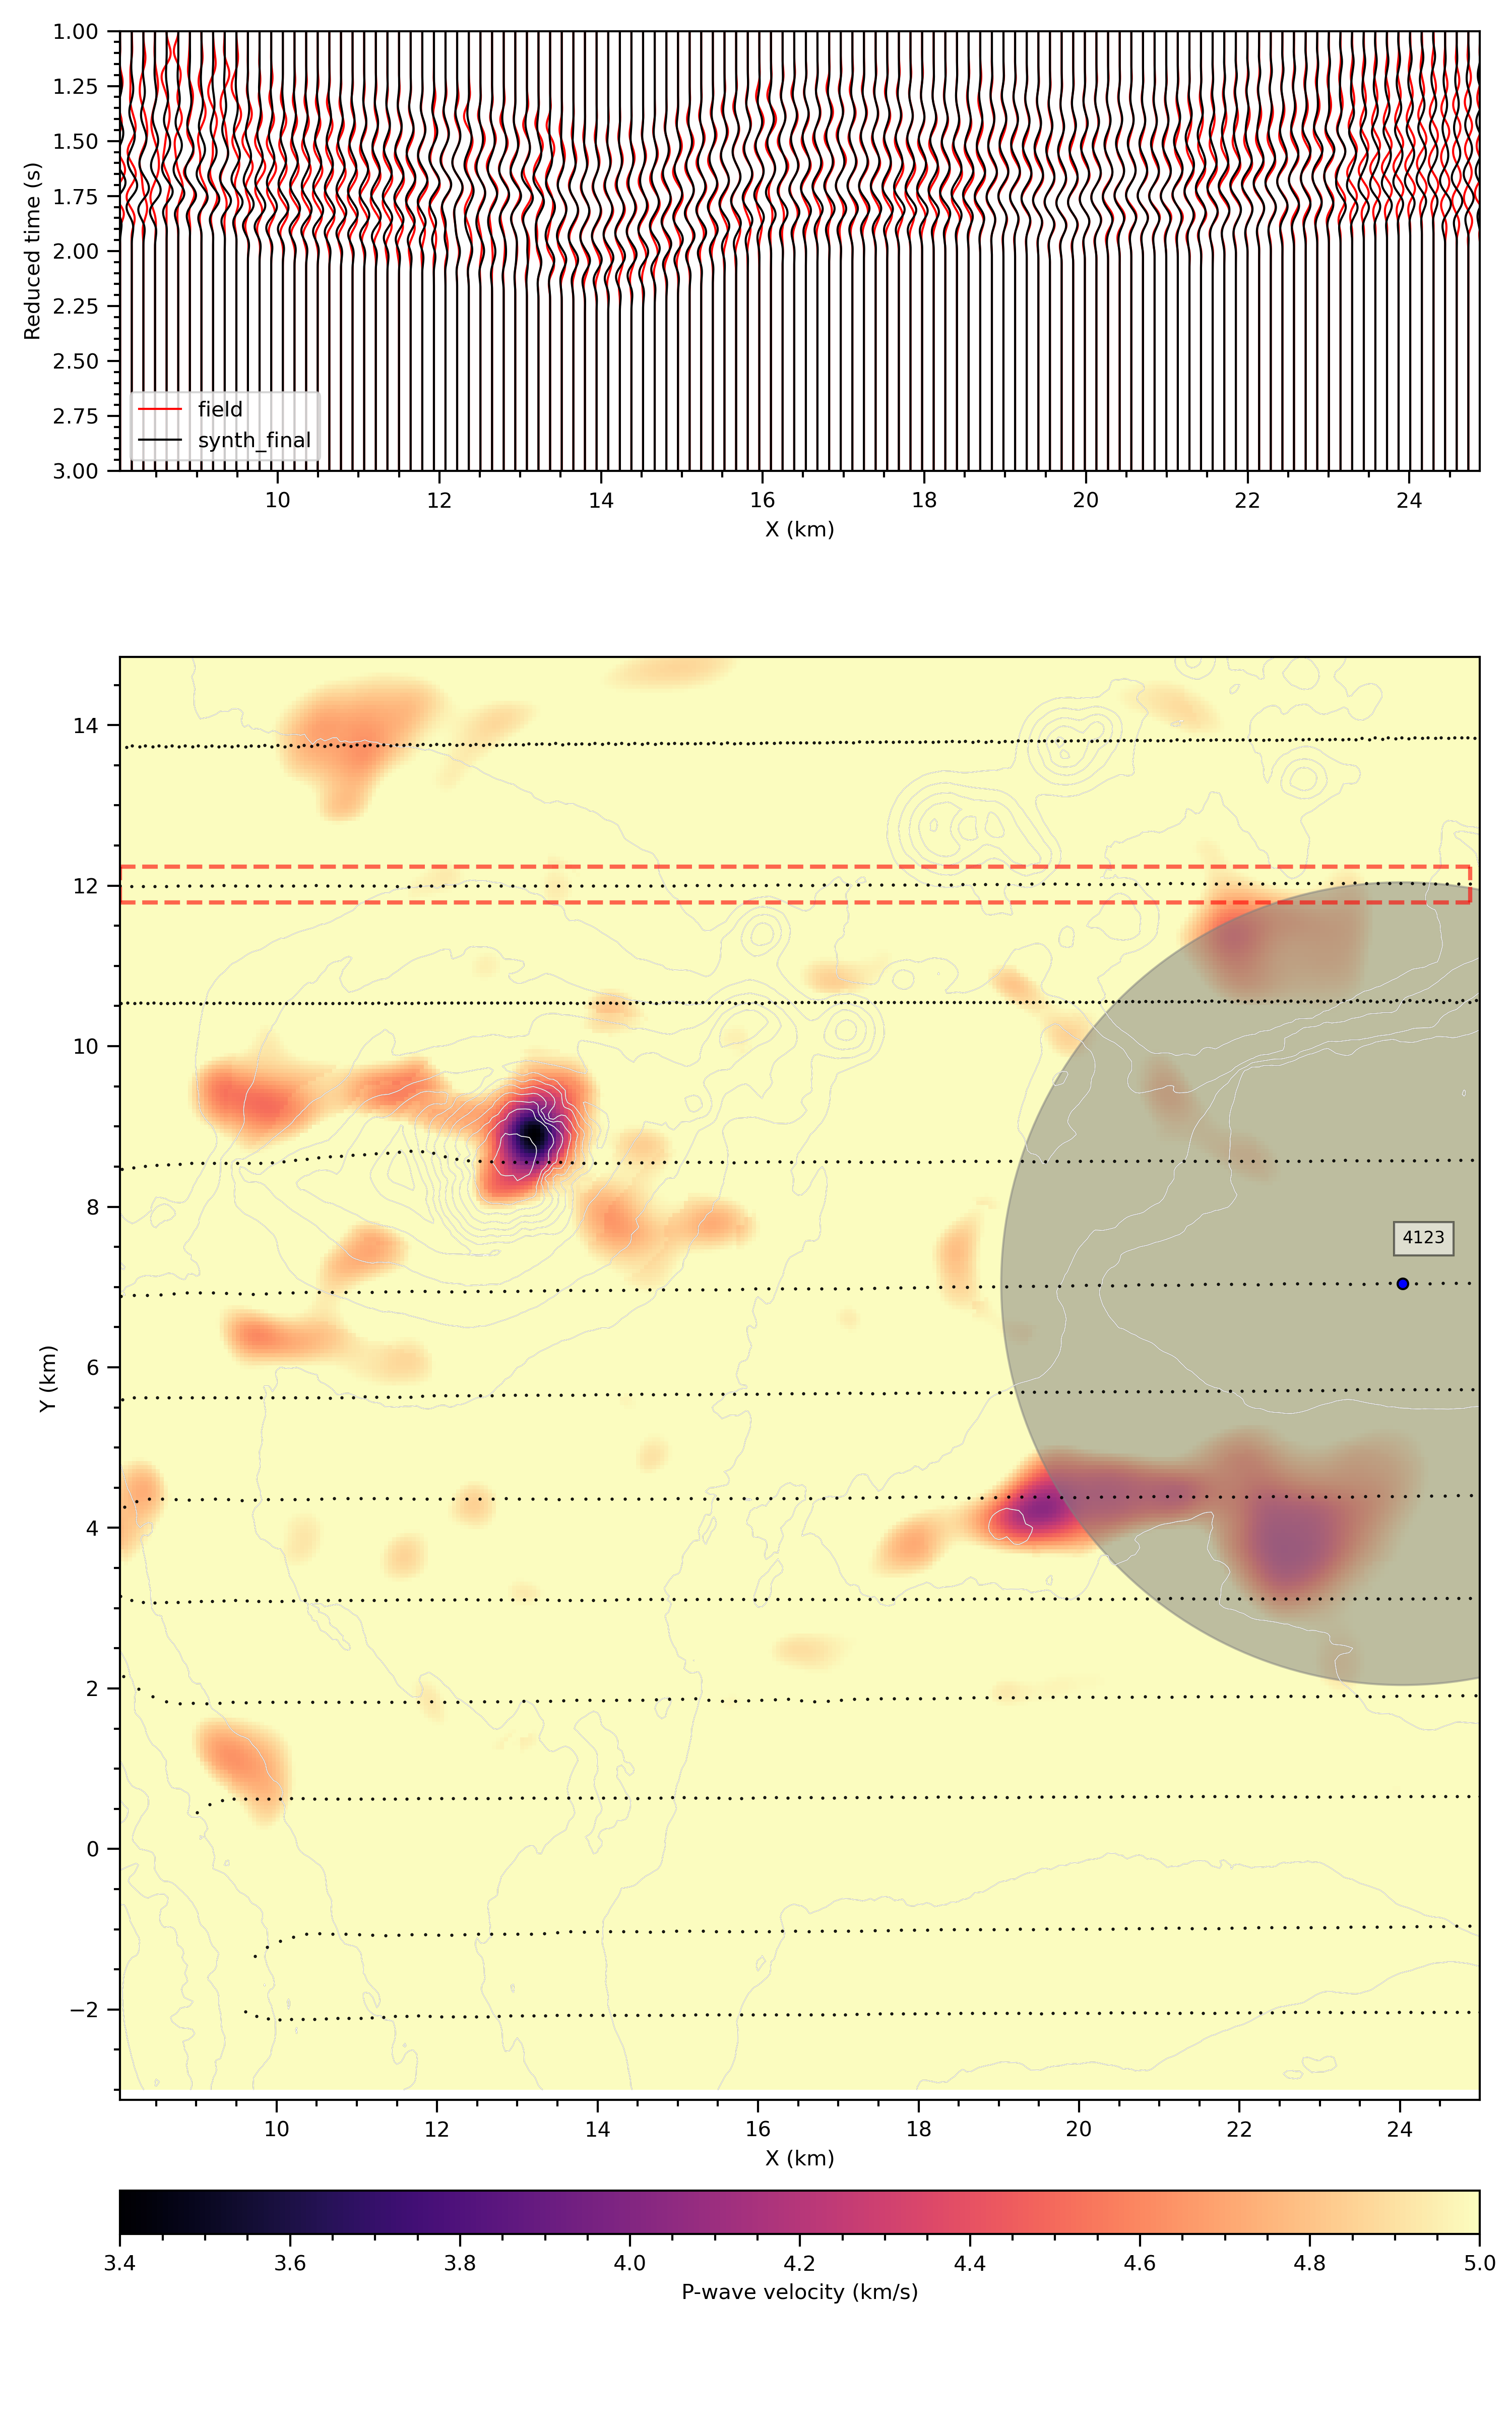 1.00
1.25
1.50
1.75
2.00
2.25
2.50
2.75
3.00
Reduced time (s)
field
synth_final
10 12 14 16 18 20 22 24
X (km)
14
12
10
8
6
4
2
0
−2
Y (km)
4123
10 12 14 16 18 20 22 24
X (km)
3.4 3.6 3.8 4.0 4.2 4.4 4.6 4.8 5.0
P-wave velocity (km/s)